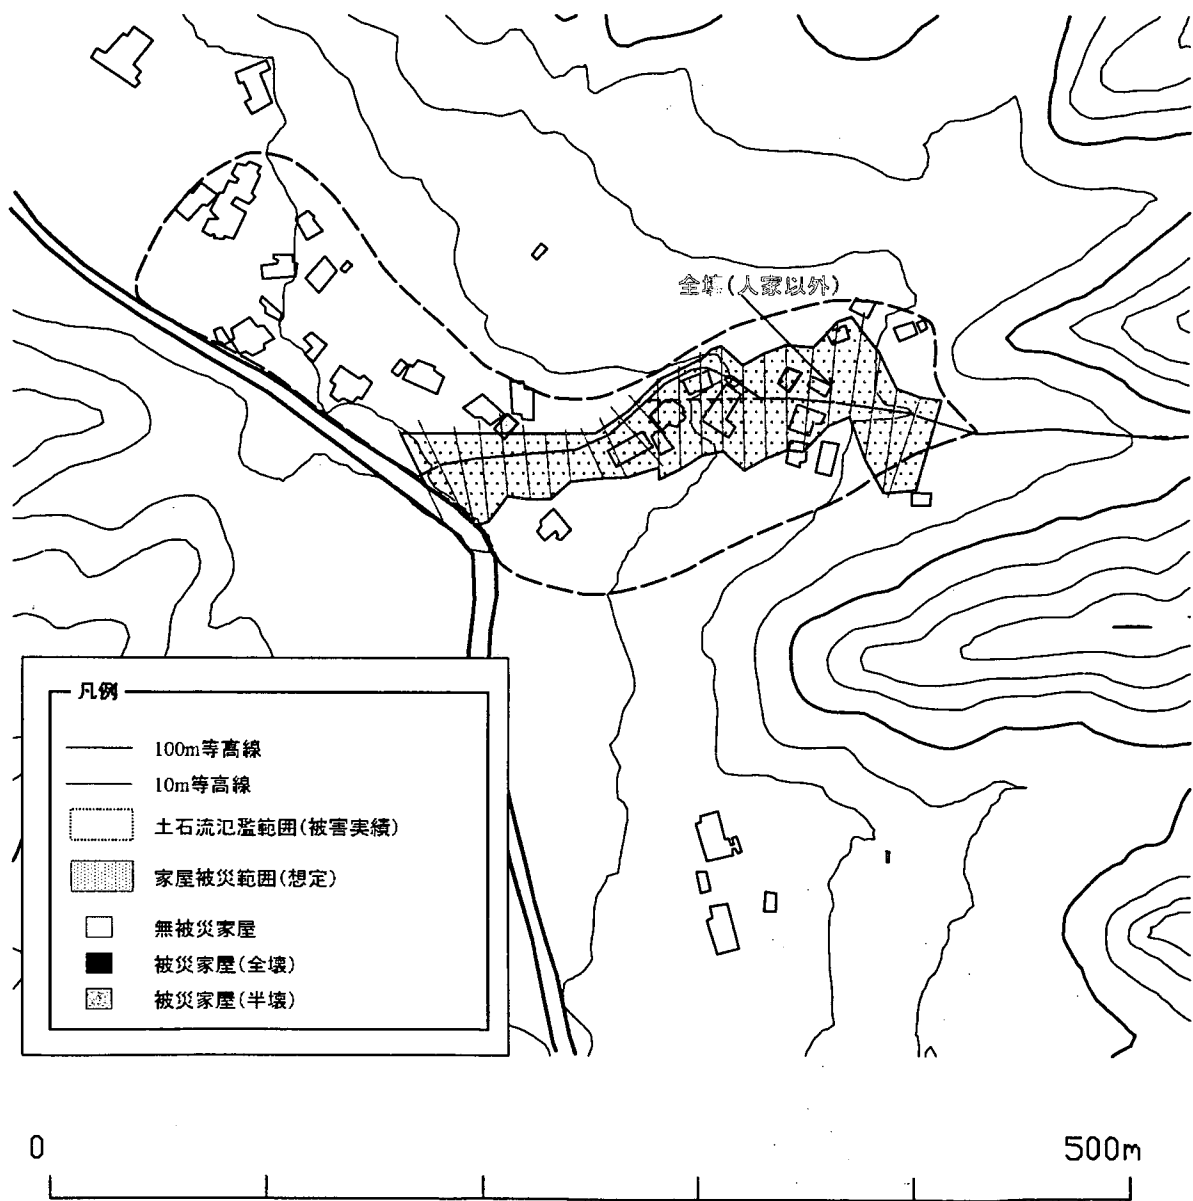 全壊(人家以外)
凡例
100m等高線
10m等高線
土石流氾濫範囲(被害実績)
家屋被災範囲(想定)
無被災家屋
被災家屋(全壊)
被災家屋(半壊)
0 500m